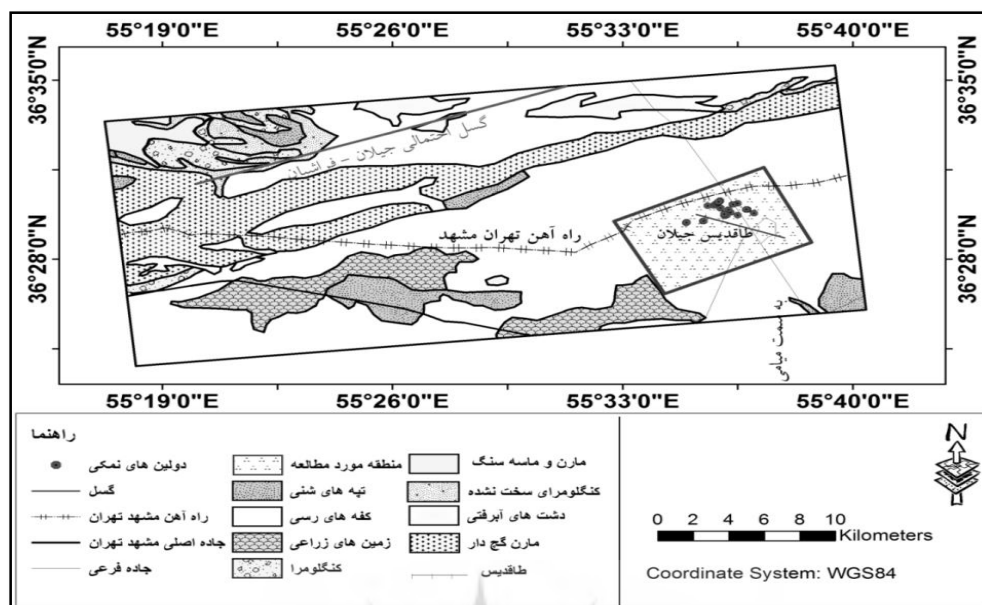 55°19'0"E 55°26'0"E 55°33'0"E 55°40'0"E
36°35'0"N 36°35'0"N
گسل احتمالی جیلان - فراشیان
طاقدیس جیلان
راه آهن تهران مشهد
36°28'0"N 36°28'0"N
به سمت میامی
55°19'0"E 55°26'0"E 55°33'0"E 55°40'0"E
راهنما
دولین های نمکی
گسل
راه آهن مشهد تهران
جاده اصلی مشهد تهران
جاده فرعی
منطقه مورد مطالعه
تپه های شنی
کفه های رسی
زمین های زراعی
کنگلومرا
مارن و ماسه سنگ
کنگلومرای سخت نشده
دشت های آبرفتی
مارن گچ دار
طاقدیس
N
0 2 4 6 8 10
Kilometers
Coordinate System: WGS84